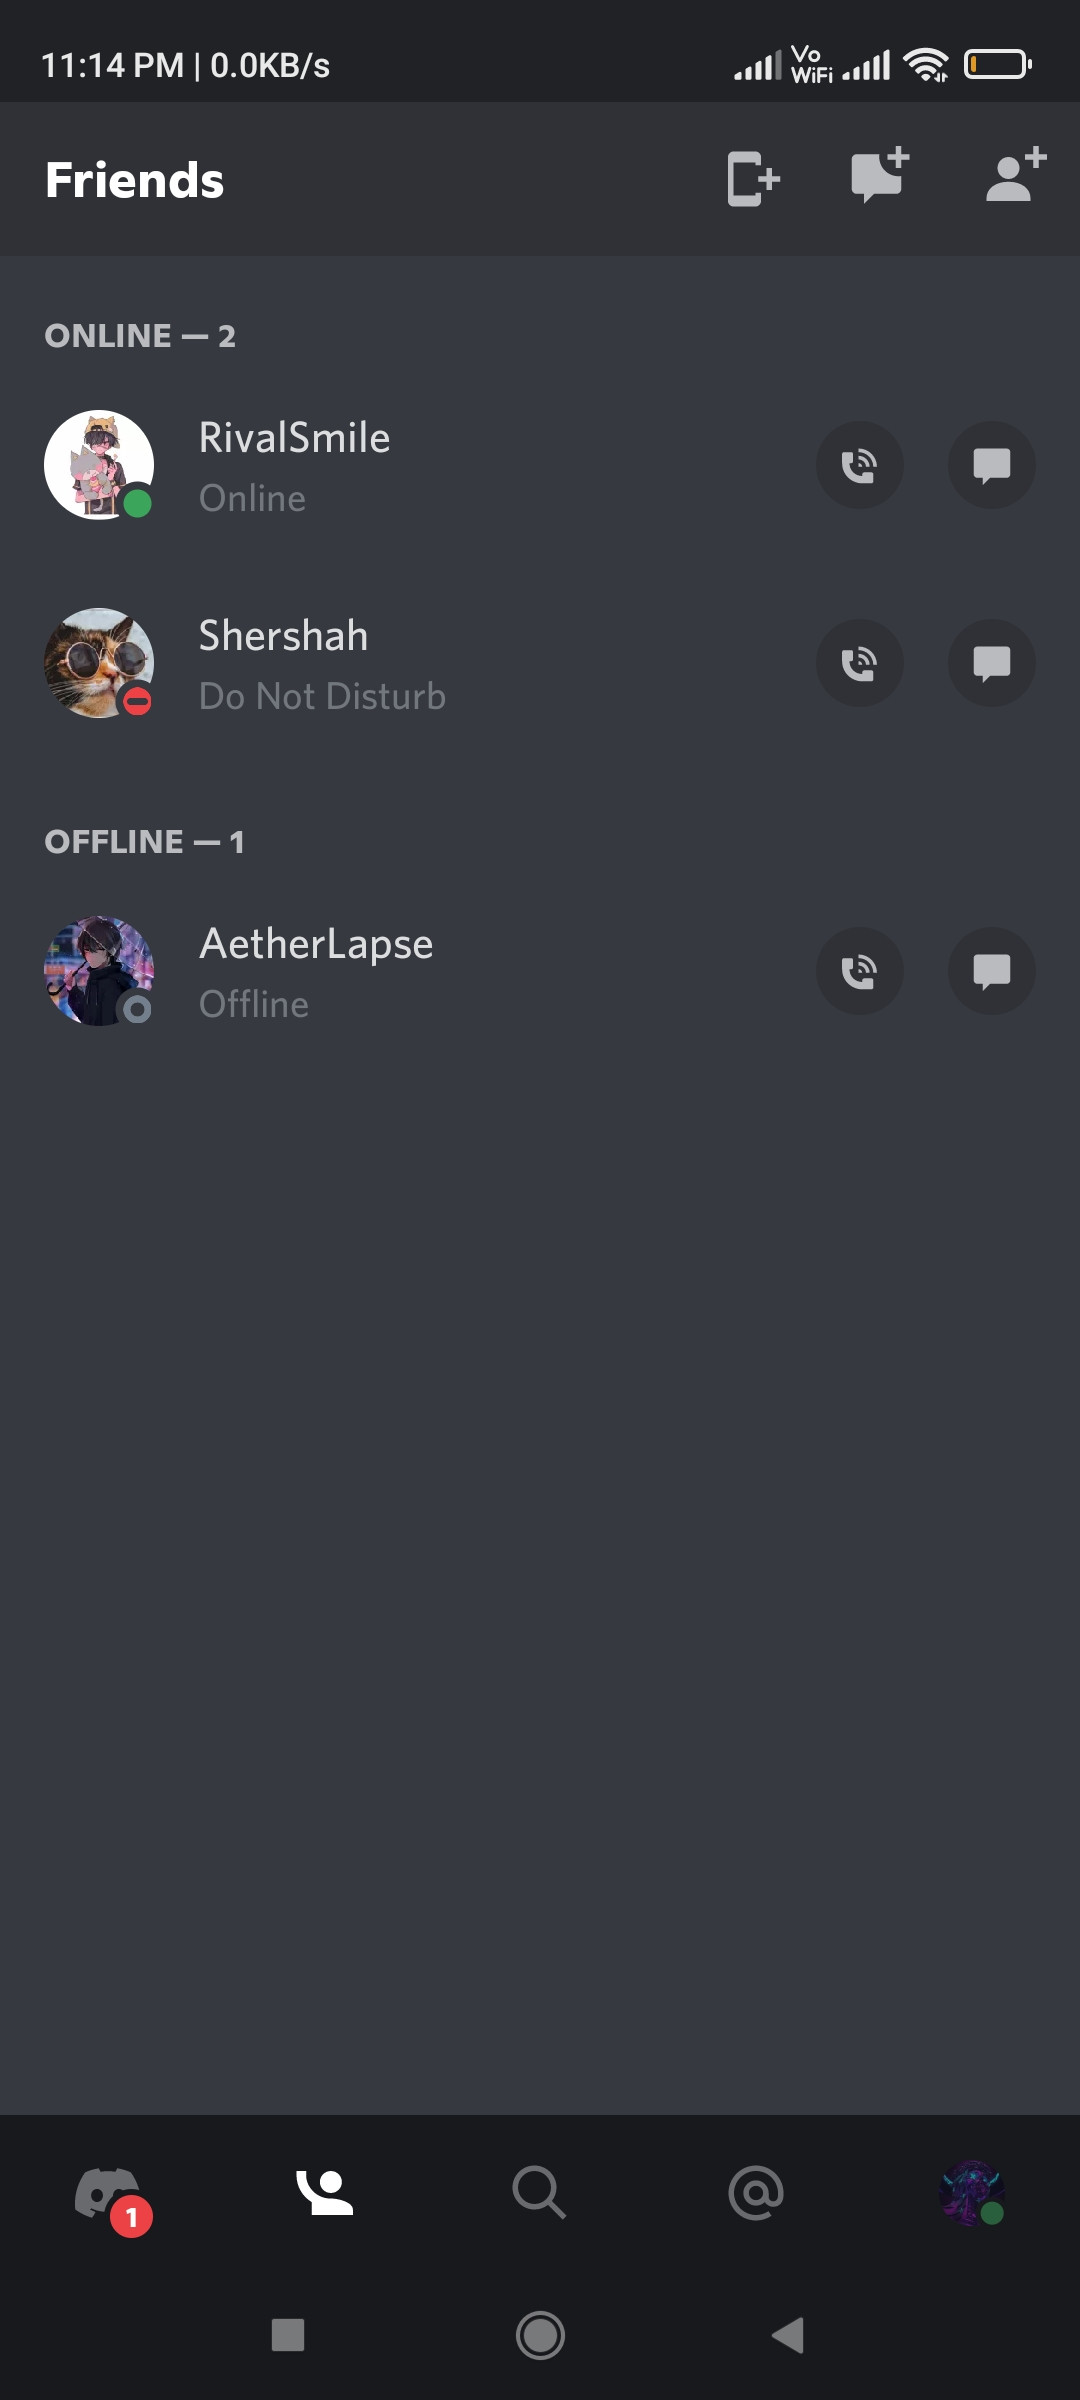 11:14 PM | 0.0KB/s
Vo
WiFi
Friends
ONLINE — 2
RivalSmile
Online
Shershah
Do Not Disturb
OFFLINE — 1
AetherLapse
Offline
1